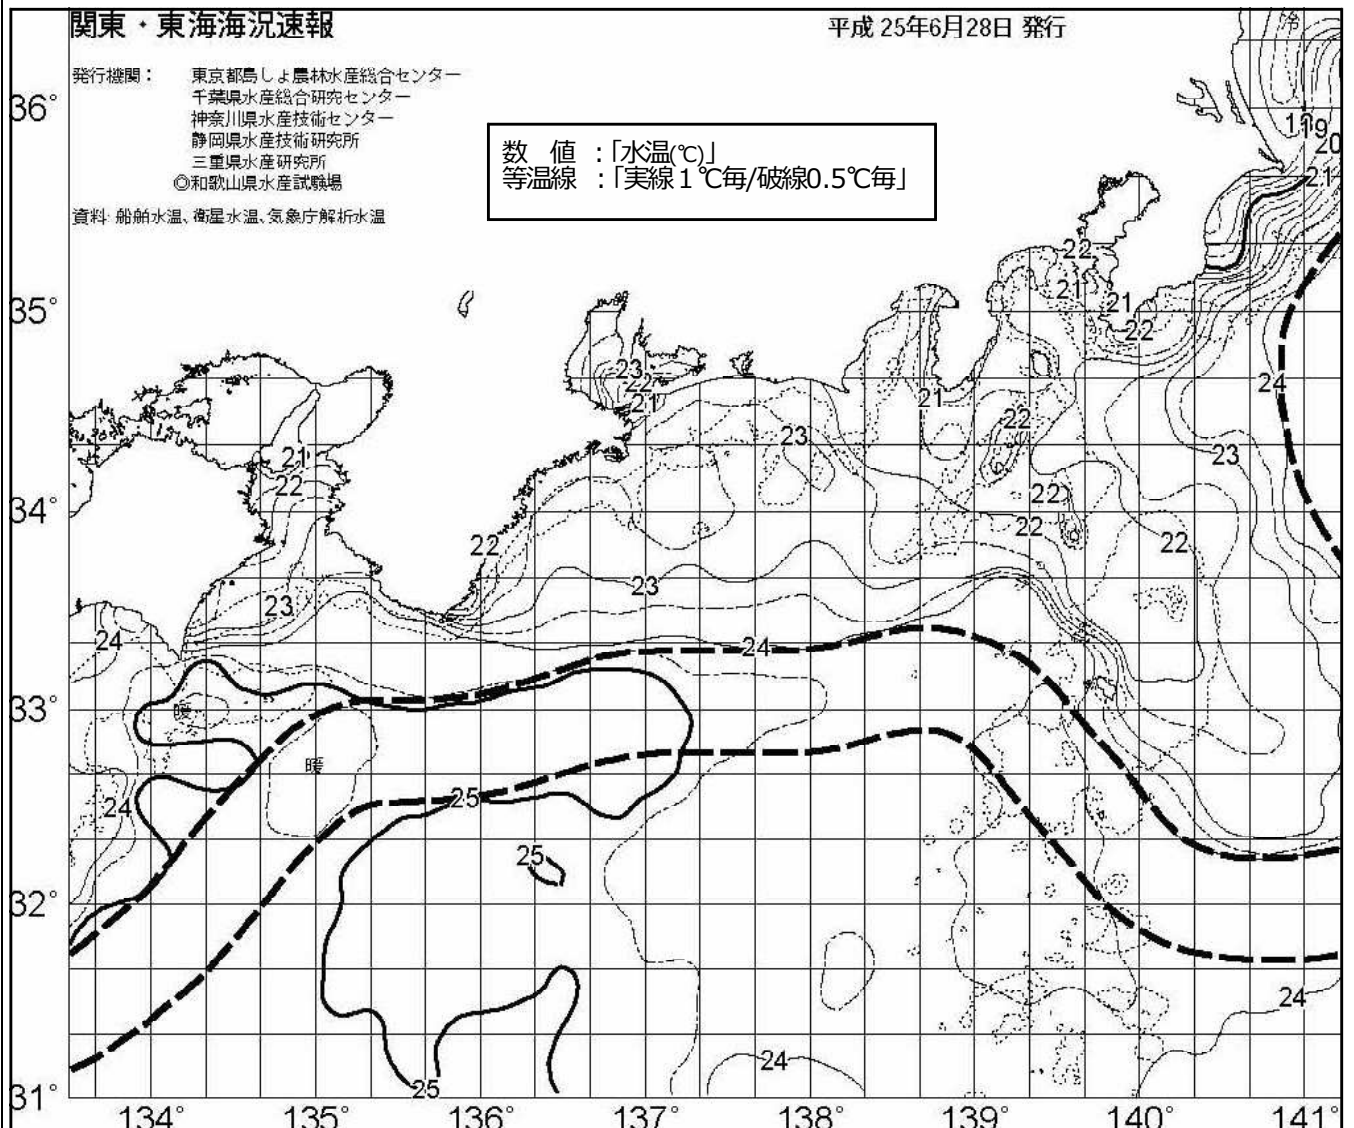 関東・東海海況速報
平成 25年6月28日 発行
発行機関： 東京都島しょ農林水産総合センター
千葉県水産総合研究センター
神奈川県水産技術センター
静岡県水産技術研究所
三重県水産研究所
◎和歌山県水産試験場
資料: 船舶水温、衛星水温、気象庁解析水温
数　値 ：「水温(℃)」
等温線 ：「実線１℃毎/破線0.5℃毎」
冷
36°
19
20
21
22
21
21
22
35°
23
22
21
24
21
22
23
23
21
22
22
34°
22
22
22
23
23
24
24
33°
暖
暖
25
24
25
32°
24
24
25
31°
134° 135° 136° 137° 138° 139° 140° 141°